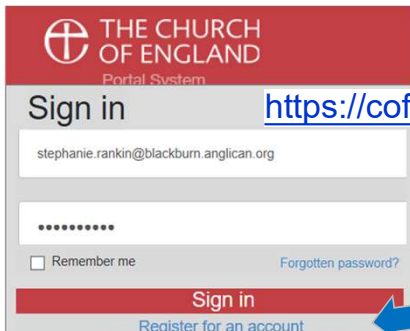 THE CHURCH
OF ENGLAND
Portal System
Sign in
https://cof
stephanie.rankin@blackburn.anglican.org
••••••••••
Remember me Forgotten password?
Sign in
Register for an account